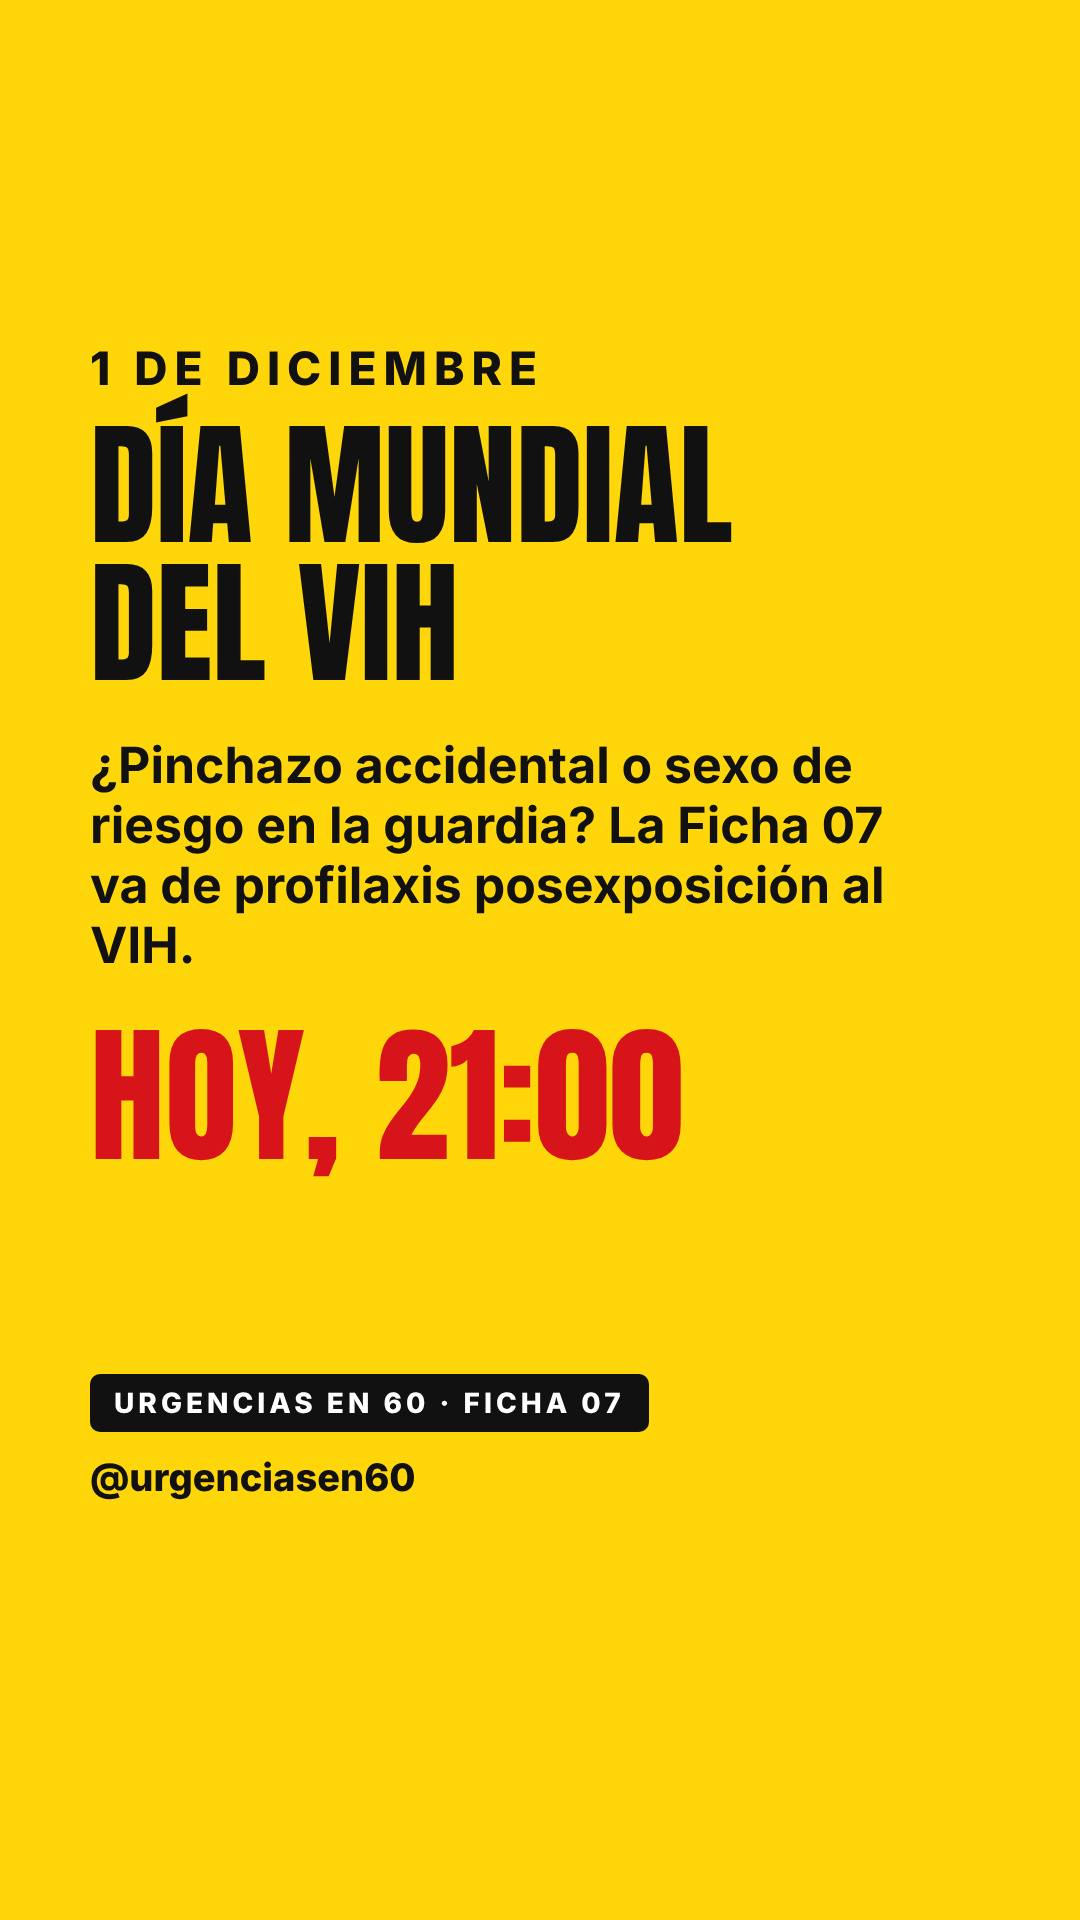 1 DE DICIEMBRE
DÍA MUNDIAL
DEL VIH
¿Pinchazo accidental o sexo de
riesgo en la guardia? La Ficha 07
va de profilaxis posexposición al
VIH.
HOY, 21:00
URGENCIAS EN 60 · FICHA 07
@urgenciasen60